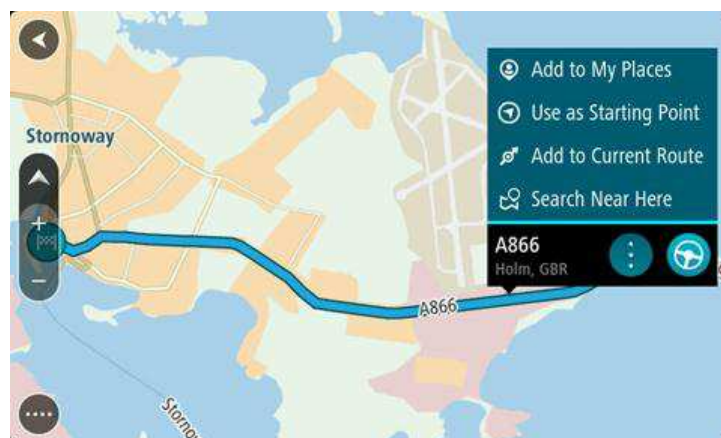 Stornoway
Add to My Places
Use as Starting Point
Add to Current Route
Search Near Here
A866
Holm, GBR
A866